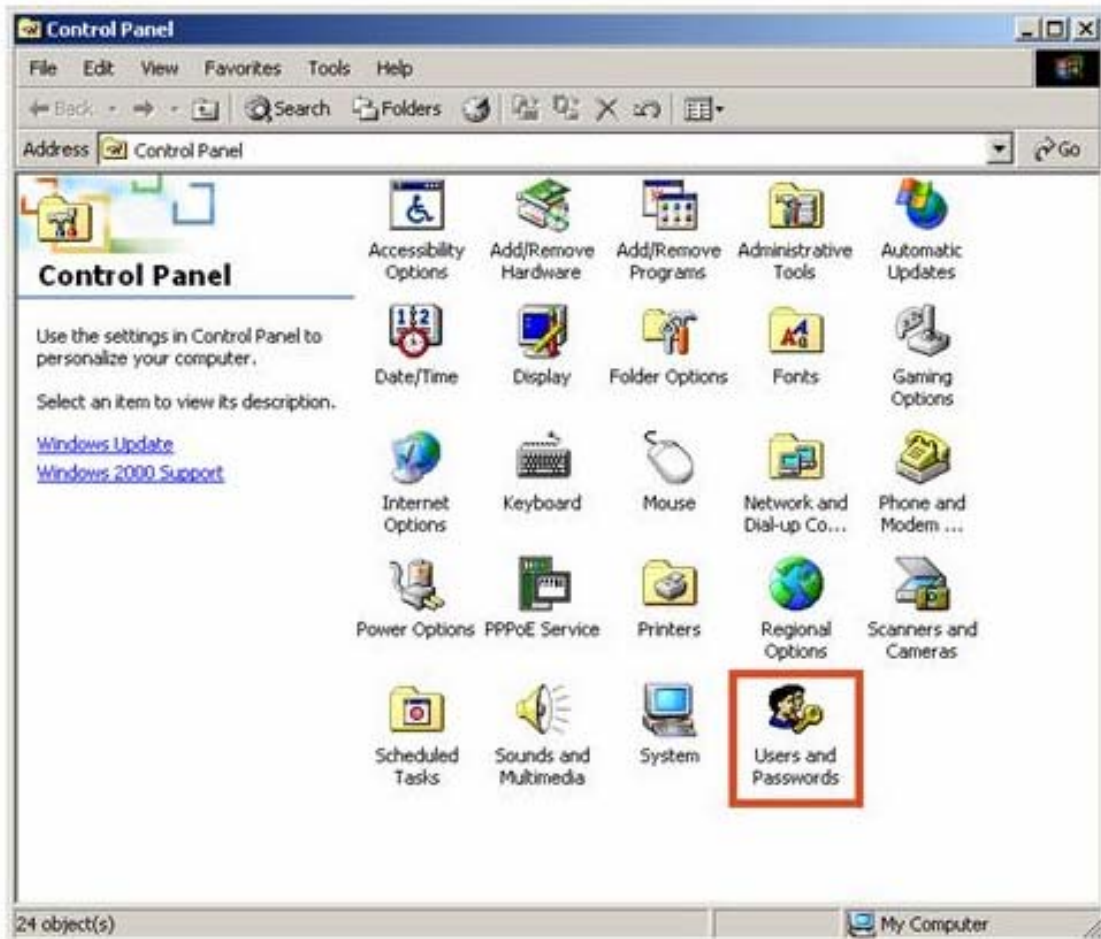 Control Panel
File Edit View Favorites Tools Help
Back Search Folders
Address Control Panel Go
Control Panel
Use the settings in Control Panel to
personalize your computer.
Select an item to view its description.
Windows Update
Windows 2000 Support
Accessibility
Options
Add/Remove
Hardware
Add/Remove
Programs
Administrative
Tools
Automatic
Updates
Date/Time
Display
Folder Options
Fonts
Gaming
Options
Internet
Options
Keyboard
Mouse
Network and
Dial-up Co...
Phone and
Modem ...
Power Options
PPPoE Service
Printers
Regional
Options
Scanners and
Cameras
Scheduled
Tasks
Sounds and
Multimedia
System
Users and
Passwords
24 object(s)
My Computer